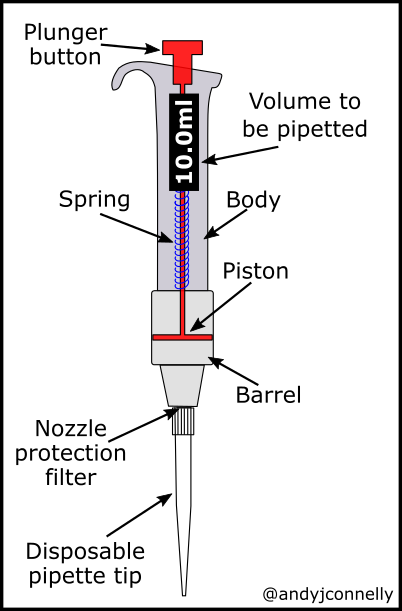 Plunger
button
Volume to
be pipetted
10.0ml
Spring
Body
Piston
Barrel
Nozzle
protection
filter
Disposable
pipette tip
@andyjconnelly